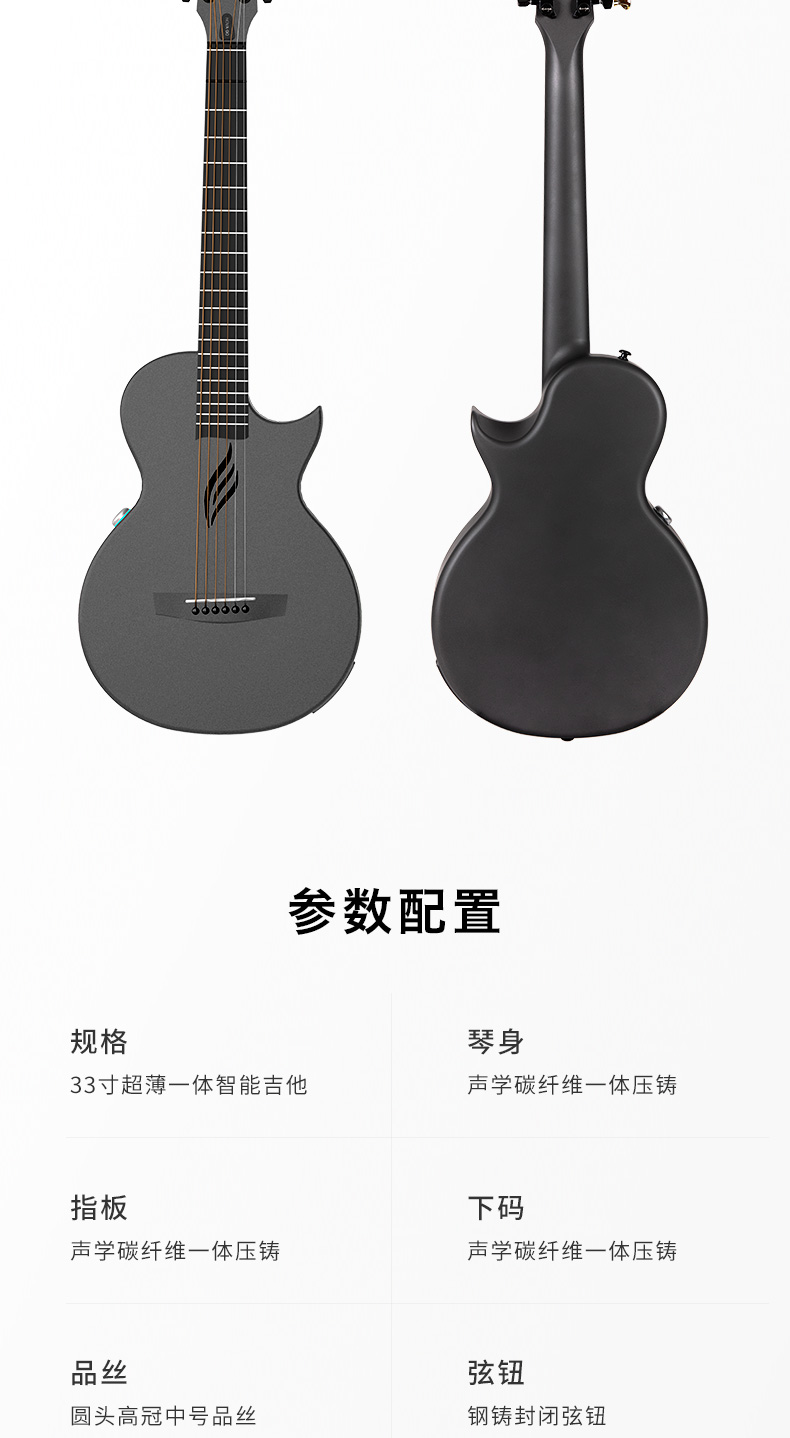 参数配置
规格
33寸超薄一体智能吉他
琴身
声学碳纤维一体压铸
指板
声学碳纤维一体压铸
下码
声学碳纤维一体压铸
品丝
圆头高冠中号品丝
弦钮
钢铸封闭弦钮